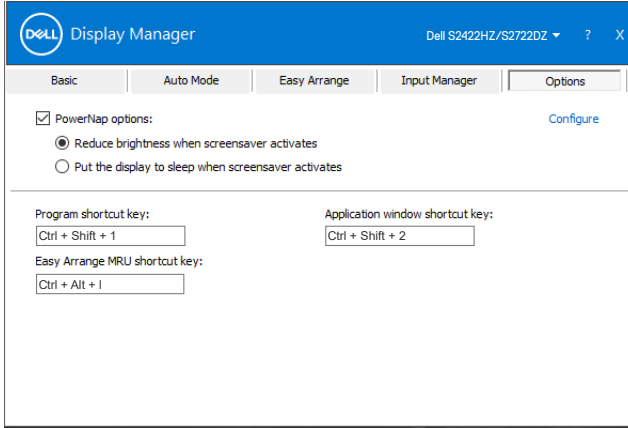 DELL Display Manager
Dell S2422HZ/S2722DZ ? X
Basic Auto Mode Easy Arrange Input Manager Options
PowerNap options: Configure
Reduce brightness when screensaver activates
Put the display to sleep when screensaver activates
Program shortcut key: Application window shortcut key:
Ctrl + Shift + 1 Ctrl + Shift + 2
Easy Arrange MRU shortcut key:
Ctrl + Alt + l